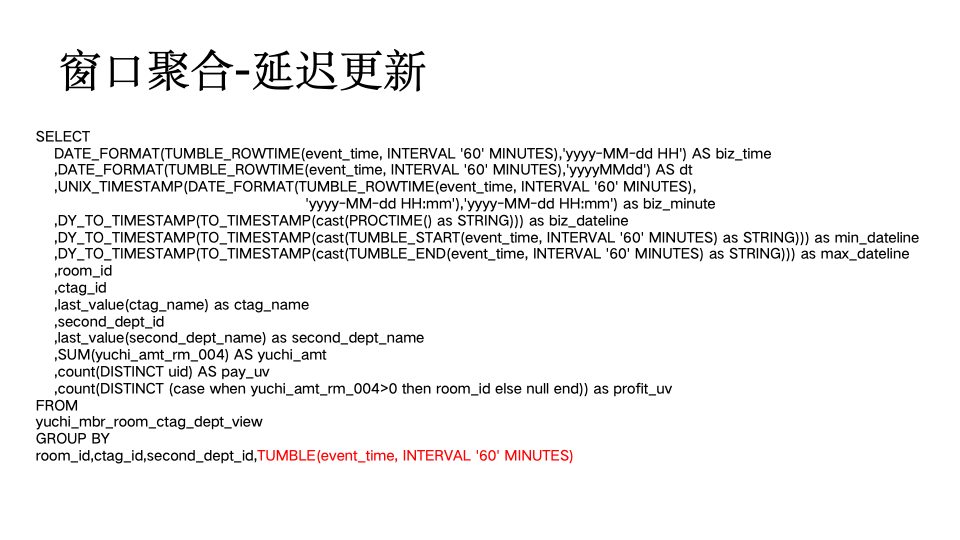 窗口聚合-延迟更新
SELECT
DATE_FORMAT(TUMBLE_ROWTIME(event_time, INTERVAL '60' MINUTES),'yyyy-MM-dd HH') AS biz_time
,DATE_FORMAT(TUMBLE_ROWTIME(event_time, INTERVAL '60' MINUTES),'yyyyMMdd') AS dt
,UNIX_TIMESTAMP(DATE_FORMAT(TUMBLE_ROWTIME(event_time, INTERVAL '60' MINUTES),
'yyyy-MM-dd HH:mm'),'yyyy-MM-dd HH:mm') as biz_minute
,DY_TO_TIMESTAMP(TO_TIMESTAMP(cast(PROCTIME() as STRING))) as biz_dateline
,DY_TO_TIMESTAMP(TO_TIMESTAMP(cast(TUMBLE_START(event_time, INTERVAL '60' MINUTES) as STRING))) as min_dateline
,DY_TO_TIMESTAMP(TO_TIMESTAMP(cast(TUMBLE_END(event_time, INTERVAL '60' MINUTES) as STRING))) as max_dateline
,room_id
,ctag_id
,last_value(ctag_name) as ctag_name
,second_dept_id
,last_value(second_dept_name) as second_dept_name
,SUM(yuchi_amt_rm_004) AS yuchi_amt
,count(DISTINCT uid) AS pay_uv
,count(DISTINCT (case when yuchi_amt_rm_004>0 then room_id else null end)) as profit_uv
FROM
yuchi_mbr_room_ctag_dept_view
GROUP BY
room_id,ctag_id,second_dept_id,TUMBLE(event_time, INTERVAL '60' MINUTES)